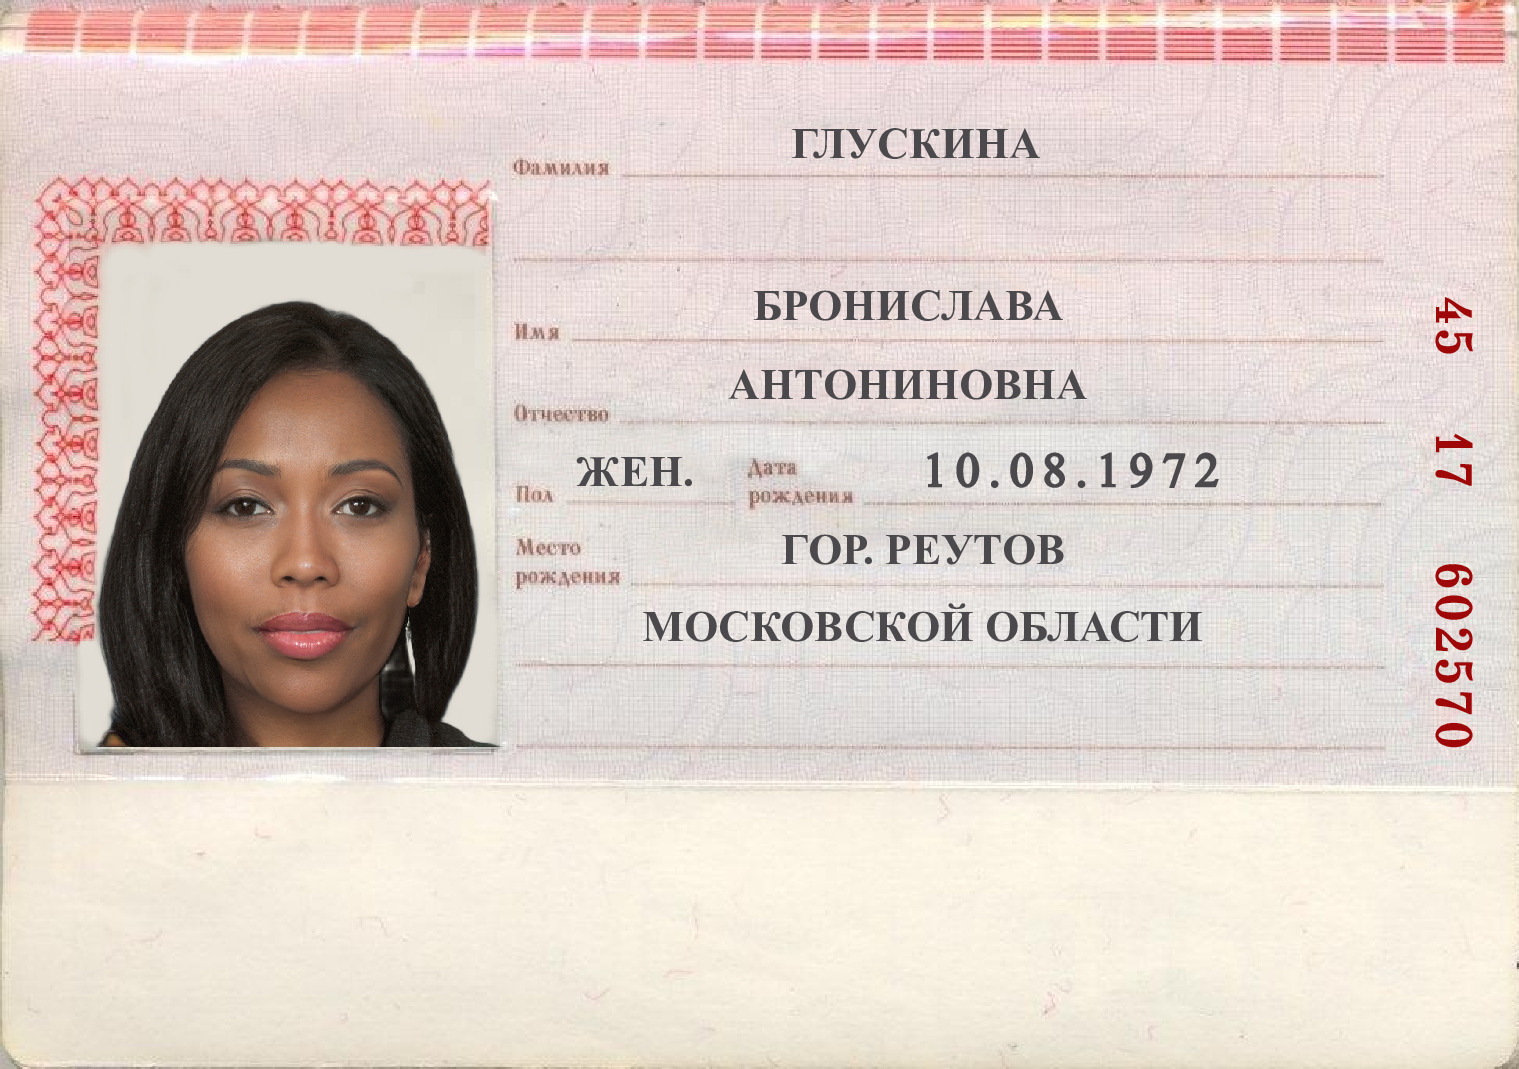 Фамилия ГЛУСКИНА
Имя БРОНИСЛАВА
Отчество АНТОНИНОВНА
Пол ЖЕН. Дата рождения 10.08.1972
Место рождения ГОР. РЕУТОВ
МОСКОВСКОЙ ОБЛАСТИ
45 17 602570